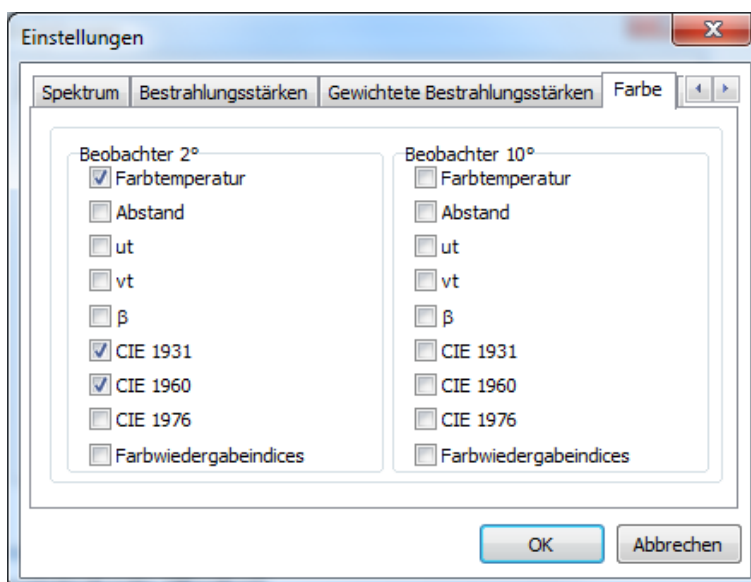 Einstellungen
Spektrum Bestrahlungsstärken Gewichtete Bestrahlungsstärken Farbe
Beobachter 2° Beobachter 10°
Farbtemperatur Farbtemperatur
Abstand Abstand
ut ut
vt vt
β β
CIE 1931 CIE 1931
CIE 1960 CIE 1960
CIE 1976 CIE 1976
Farbwiedergabeindices Farbwiedergabeindices
OK Abbrechen